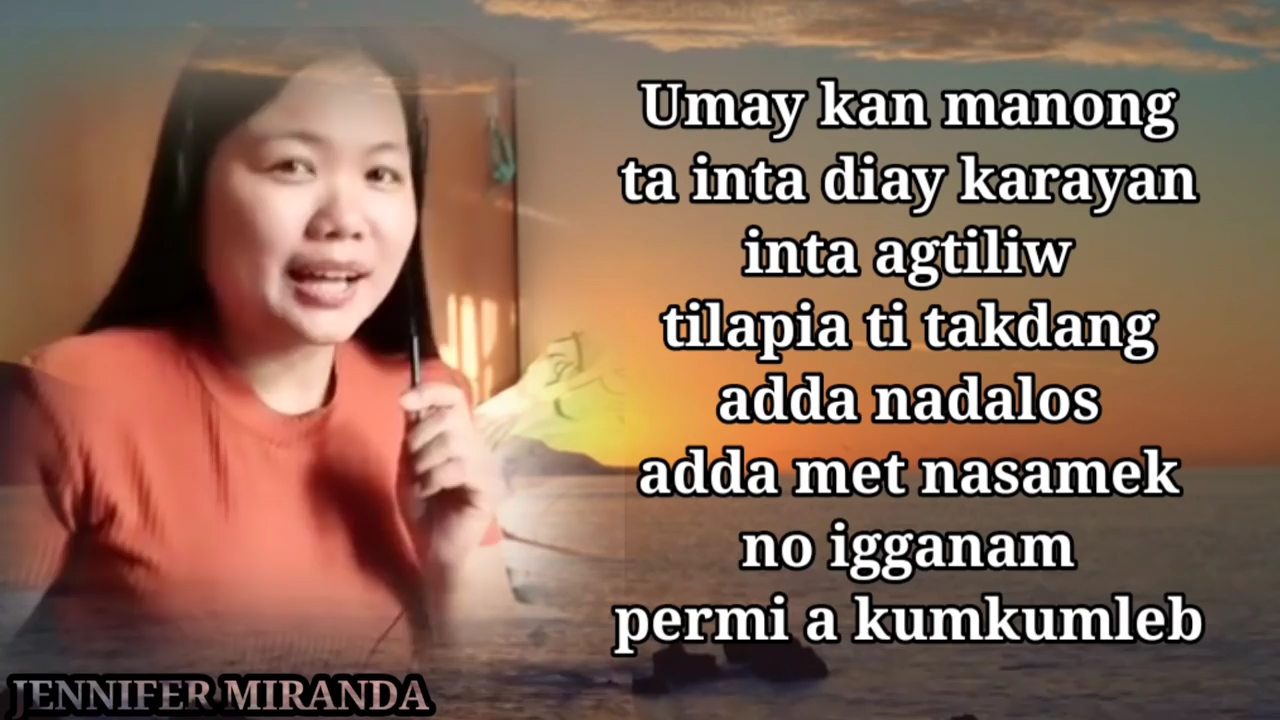 Umay kan manong
ta inta diay karayan
inta agtiliw
tilapia ti takdang
adda nadalos
adda met nasamek
no igganam
permi a kumkumleb
JENNIFER MIRANDA